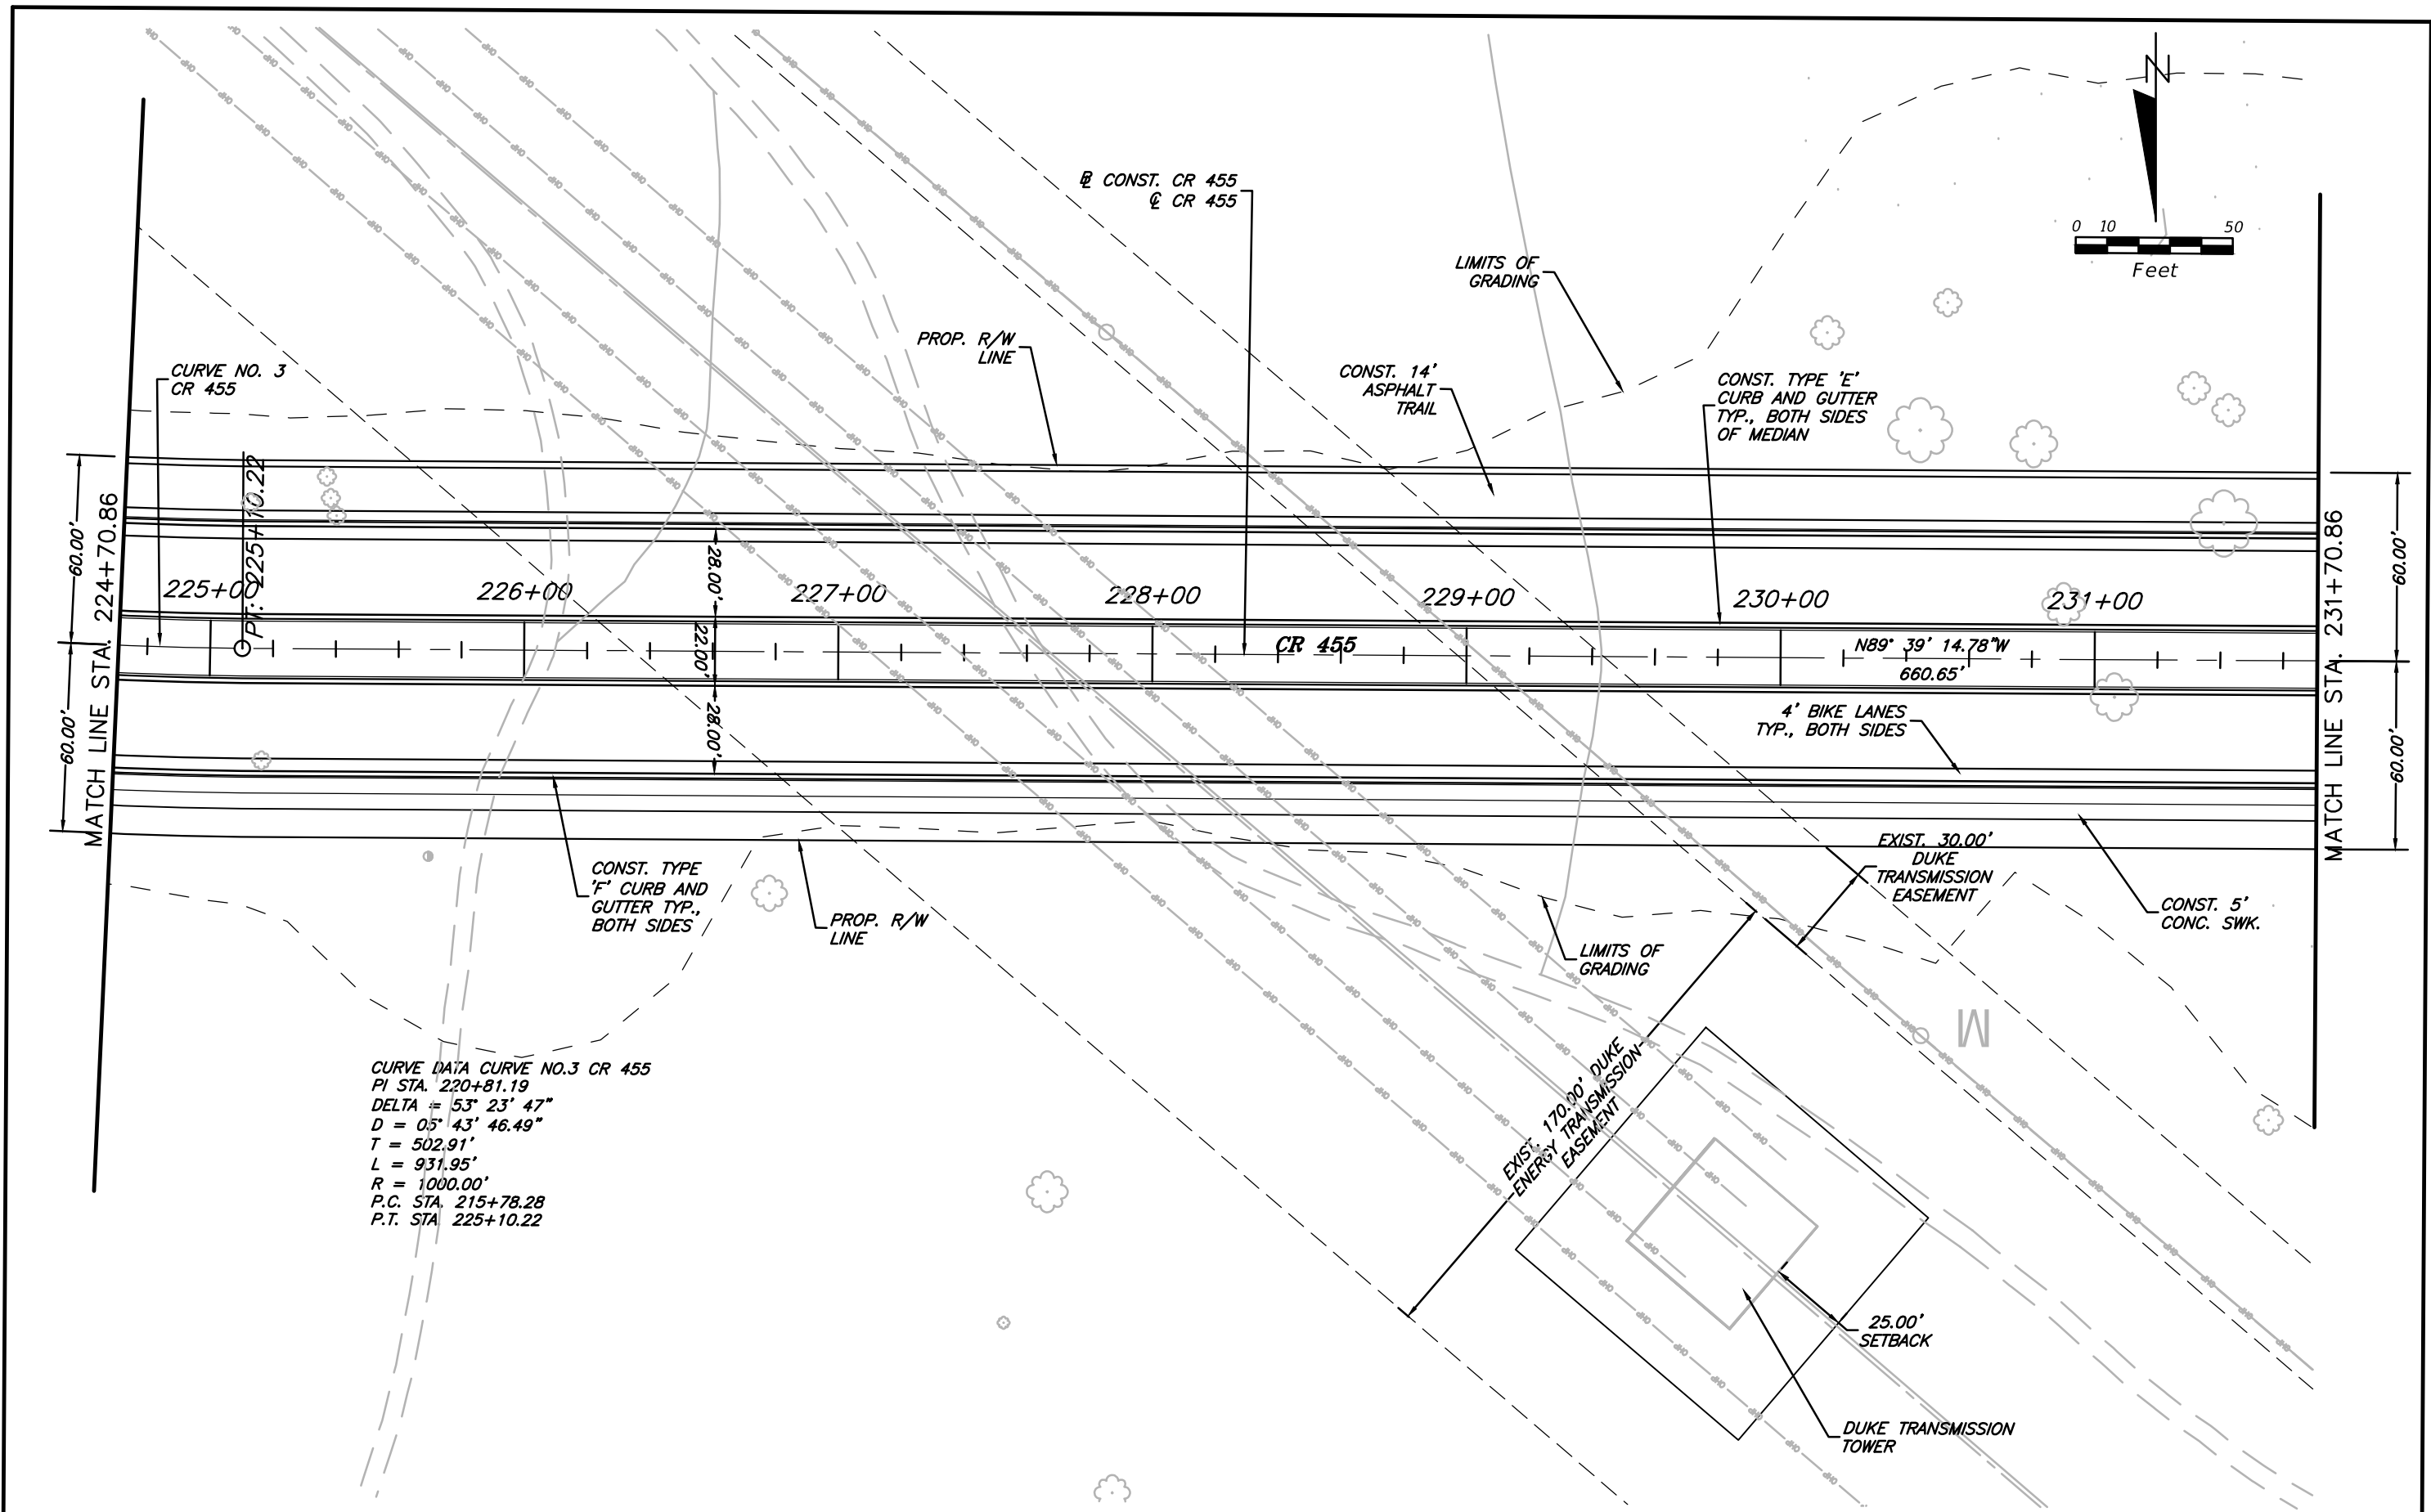 N
0 10 50
Feet
℄ CR 455
CONST. CR 455
LIMITS OF
GRADING
PROP. R/W
LINE
CURVE NO. 3
CR 455
CONST. 14'
ASPHALT
TRAIL
CONST. TYPE 'E'
CURB AND GUTTER
TYP., BOTH SIDES
OF MEDIAN
60.00'
60.00'
MATCH LINE STA. 224+70.86
PT: 225+10.22
225+00
226+00
227+00
228+00
229+00
230+00
231+00
28.00'
22.00'
28.00'
CR 455
N89° 39' 14.78"W
660.65'
60.00'
60.00'
MATCH LINE STA. 231+70.86
4' BIKE LANES
TYP., BOTH SIDES
CONST. TYPE
'F' CURB AND
GUTTER TYP.,
BOTH SIDES
PROP. R/W
LINE
LIMITS OF
GRADING
EXIST. 30.00'
DUKE
TRANSMISSION
EASEMENT
CONST. 5'
CONC. SWK.
EXIST. 170.00' DUKE
ENERGY TRANSMISSION
EASEMENT
M
CURVE DATA CURVE NO.3 CR 455
PI STA. 220+81.19
DELTA = 53° 23' 47"
D = 05° 43' 46.49"
T = 502.91'
L = 931.95'
R = 1000.00'
P.C. STA. 215+78.28
P.T. STA. 225+10.22
25.00'
SETBACK
DUKE TRANSMISSION
TOWER